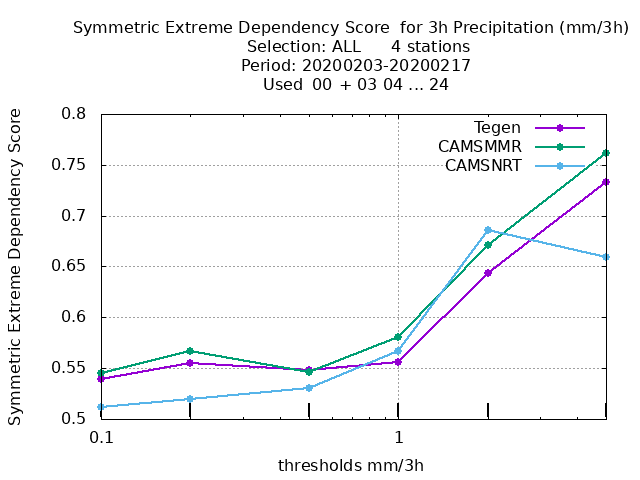 Symmetric Extreme Dependency Score  for 3h Precipitation (mm/3h)
Selection: ALL      4 stations
Period: 20200203-20200217
Used  00 + 03 04 ... 24
Symmetric Extreme Dependency Score
0.8
0.75
0.7
0.65
0.6
0.55
0.5
Tegen
CAMSMMR
CAMSNRT
0.1
1
thresholds mm/3h